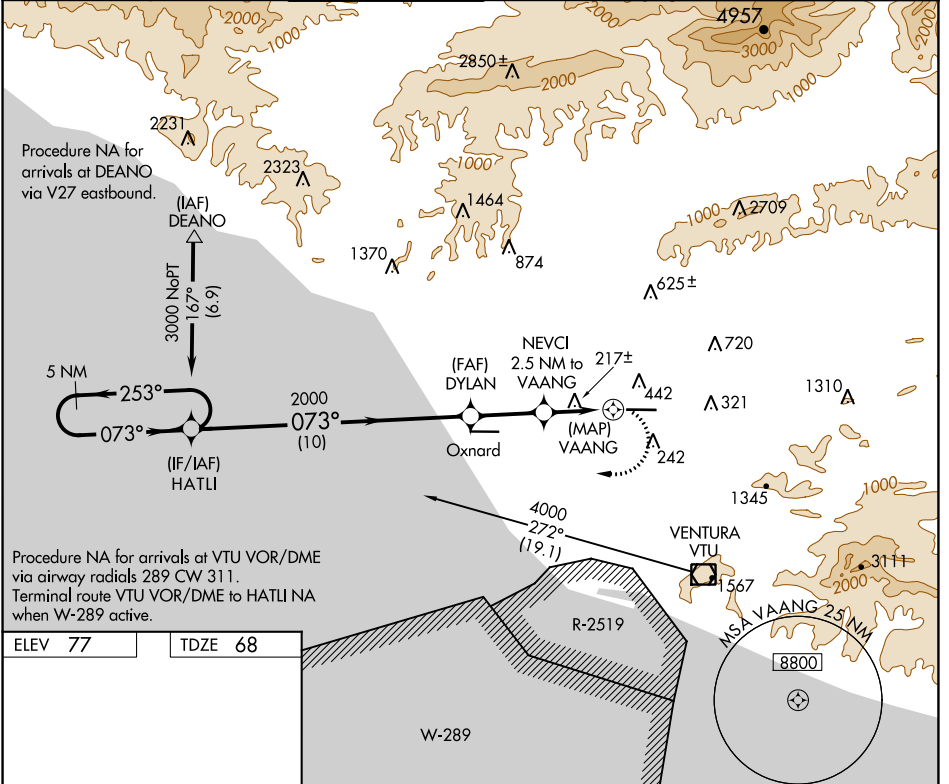 2000
1000
2000
1000
4957
3000
2000
2850±
2000
1000
2231
Procedure NA for
arrivals at DEANO
via V27 eastbound.
2323
1000
1464
1000
2709
(IAF)
DEANO
1370
874
3000 NoPT
167°
(6.9)
625±
720
5 NM
253°
073°
(IF/IAF)
HATLI
2000
073°
(10)
(FAF)
DYLAN
Oxnard
NEVCI
2.5 NM to
VAANG
217±
(MAP)
VAANG
442
321
1310
242
1345
1000
4000
272°
(19.1)
VENTURA
VTU
1567
3111
2000
Procedure NA for arrivals at VTU VOR/DME
via airway radials 289 CW 311.
Terminal route VTU VOR/DME to HATLI NA
when W-289 active.
R-2519
MSA VAANG 25 NM
8800
ELEV 77
TDZE 68
W-289